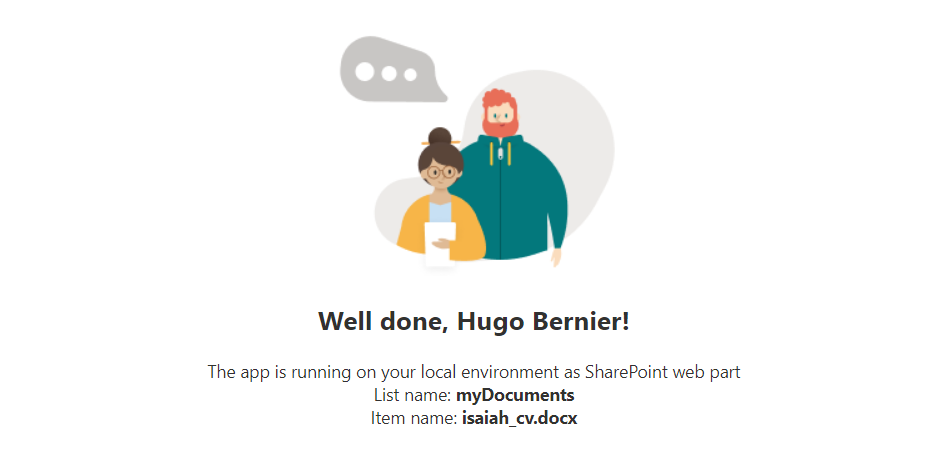 Well done, Hugo Bernier!
The app is running on your local environment as SharePoint web part
List name: myDocuments
Item name: isaiah_cv.docx